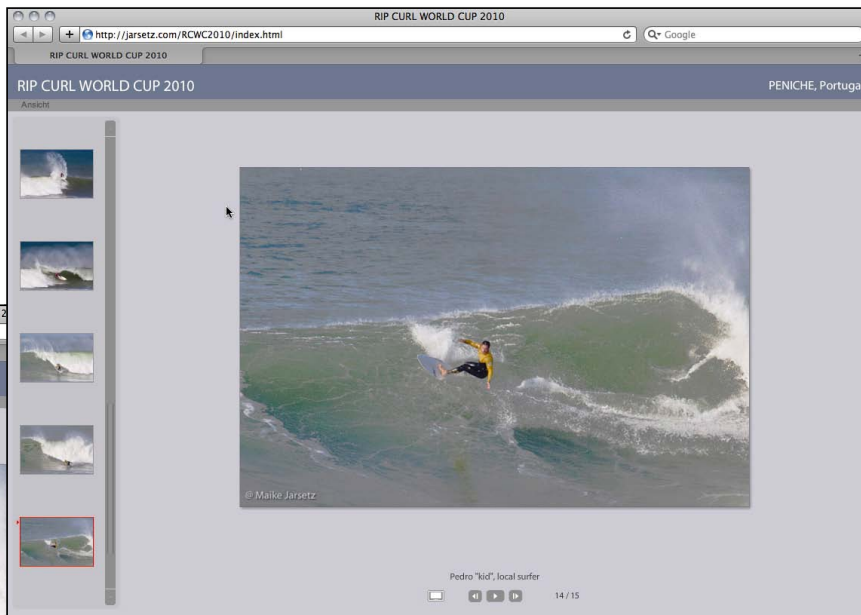 RIP CURL WORLD CUP 2010
http://jarsetz.com/RCWC2010/index.html
Google
RIP CURL WORLD CUP 2010
RIP CURL WORLD CUP 2010
PENICHE, Portuga
Ansicht
2
@ Maike Jarsetz
Pedro "kid", local surfer
14 / 15